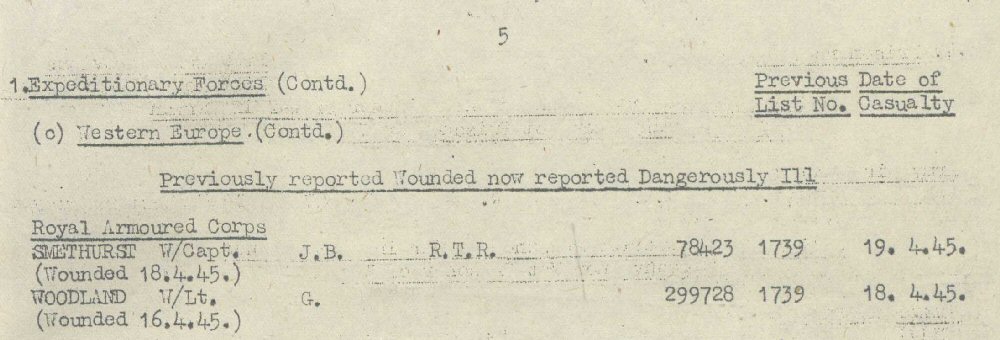 5
1.Expeditionary Forces (Contd.)
Previous Date of
List No. Casualty
(c) Western Europe.(Contd.)
Previously reported Wounded now reported Dangerously Ill
Royal Armoured Corps
SMETHURST W/Capt. J.B. R.T.R. 78423 1739 19. 4.45.
(Wounded 18.4.45.)
WOODLAND W/Lt. G. 299728 1739 18. 4.45.
(Wounded 16.4.45.)